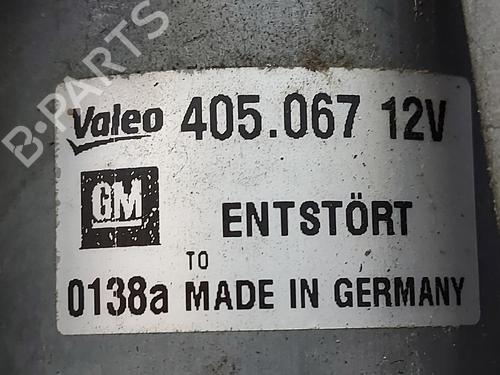 B-PARTS
Valeo 405.067 12V
GM ENTSTÖRT
TO
0138a MADE IN GERMANY